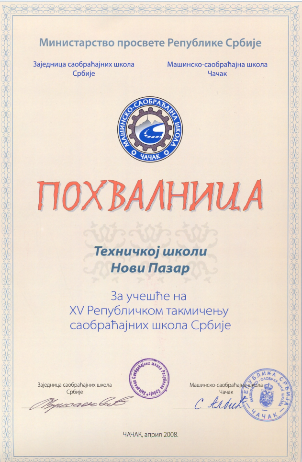 Министарство просвете Републике Србије
Заједница саобраћајних школа
Србије
Машинско-саобраћајна школа
Чачак
МАШИНСКО-САОБРАЋАЈНА ШКОЛА
ЧАЧАК
ПОХВАЛНИЦА
Техничкој школи
Нови Пазар
За учешће на
XV Републичком такмичењу
саобраћајних школа Србије
Заједница саобраћајних школа
Србије
Машинско-саобраћајна школа
Чачак
ЧАЧАК, април 2008.